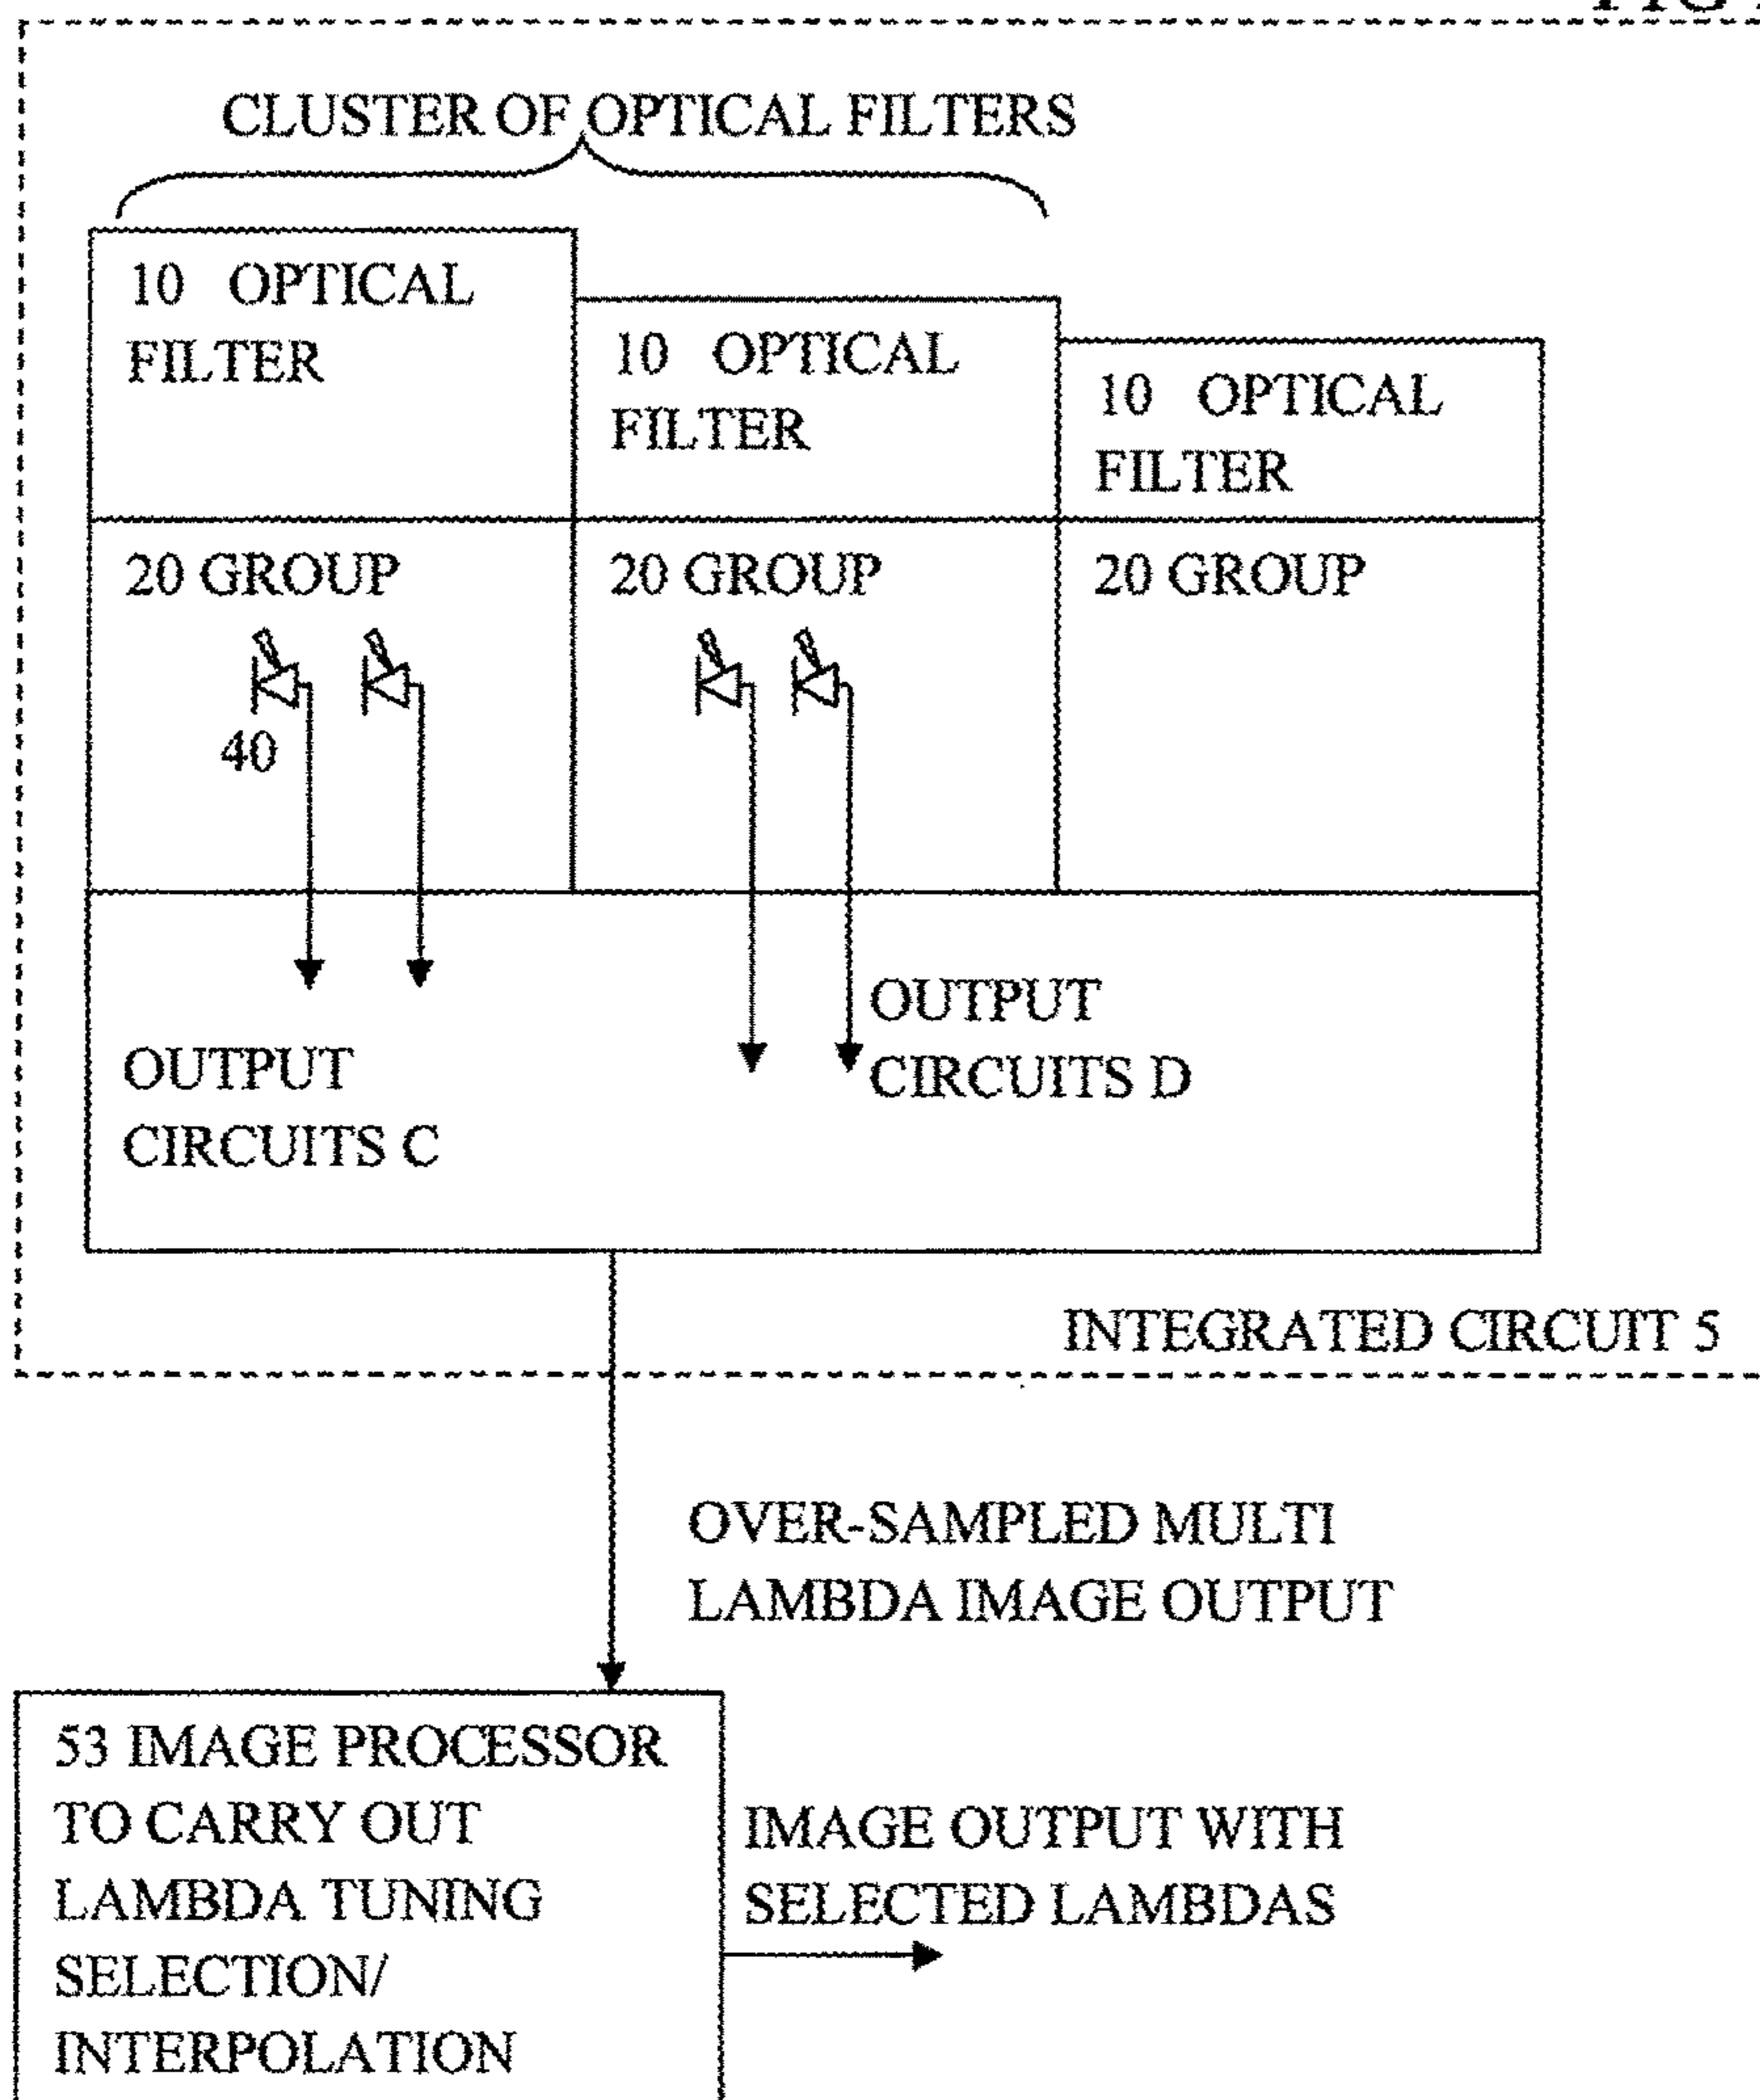 CLUSTER OF OPTICAL FILTERS
10 OPTICAL
FILTER
10 OPTICAL
FILTER
10 OPTICAL
FILTER
20 GROUP
20 GROUP
20 GROUP
40
OUTPUT
CIRCUITS C
OUTPUT
CIRCUITS D
INTEGRATED CIRCUIT 5
OVER-SAMPLED MULTI
LAMBDA IMAGE OUTPUT
53 IMAGE PROCESSOR
TO CARRY OUT
LAMBDA TUNING
SELECTION/
INTERPOLATION
IMAGE OUTPUT WITH
SELECTED LAMBDAS